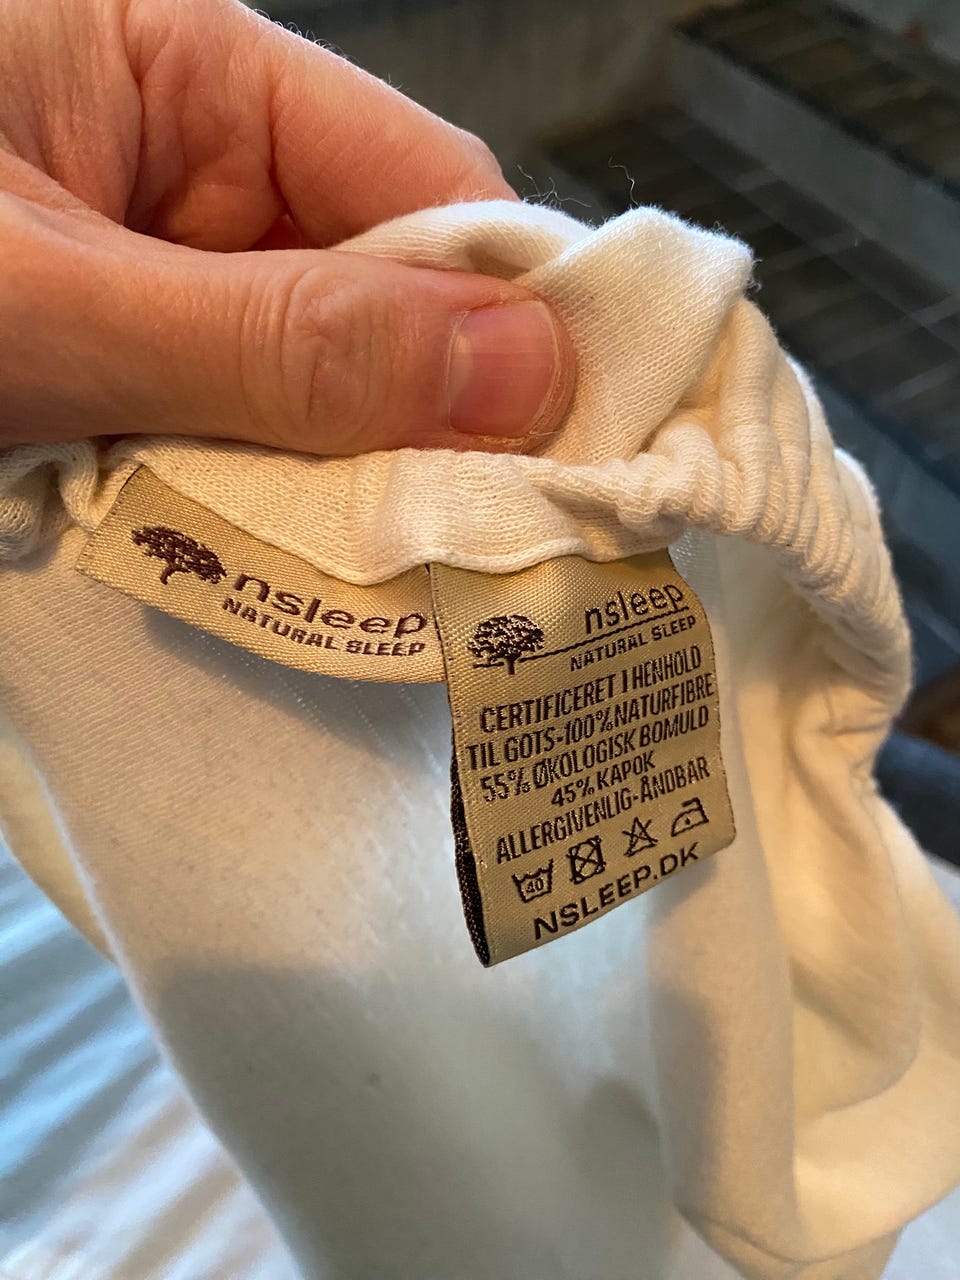 nsleep
NATURAL SLEEP
nsleep
NATURAL SLEEP
CERTIFICERET I HENHOLD
TIL GOTS-100% NATURFIBRE
55% ØKOLOGISK BOMULD
45% KAPOK
ALLERGIVENLIG-ÅNDBAR
40
NSLEEP.DK